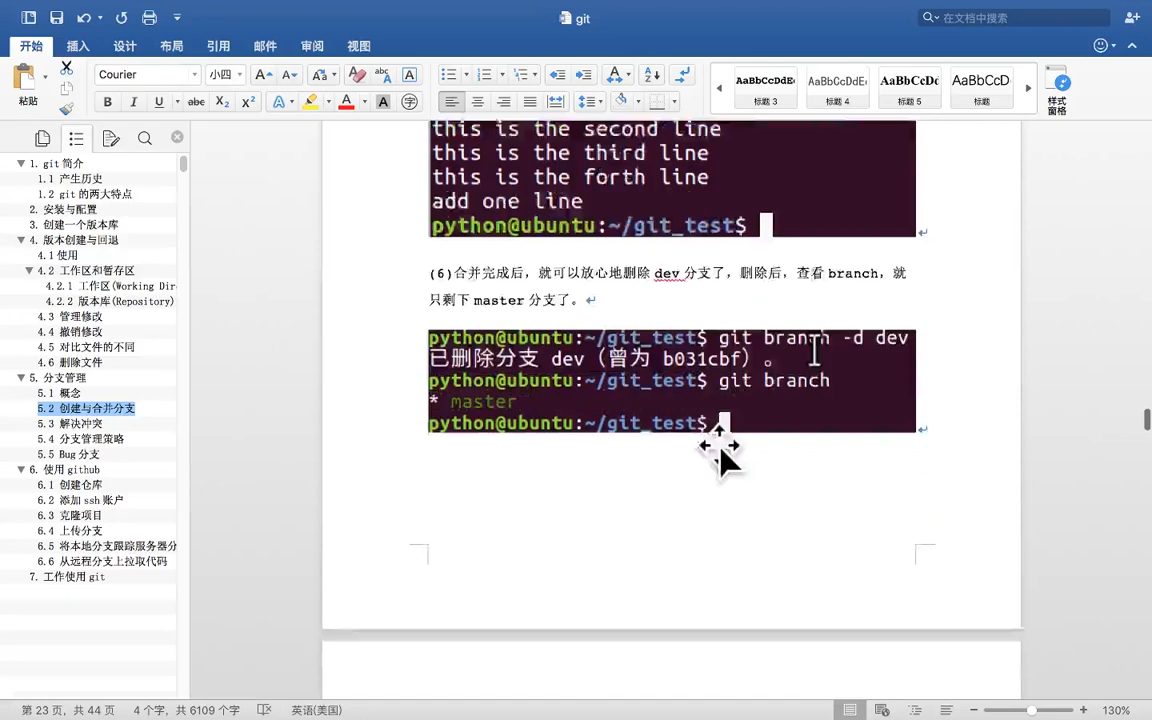 git
在文档中搜索
开始 插入 设计 布局 引用 邮件 审阅 视图
粘贴
Courier 小四
AaBbCcDdE AaBbCcDdE AaBbCcDc AaBbCcD
标题 3 标题 4 标题 5 标题
样式
窗格
1. git 简介
1.1 产生历史
1.2 git 的两大特点
2. 安装与配置
3. 创建一个版本库
4. 版本创建与回退
4.1 使用
4.2 工作区和暂存区
4.2.1 工作区(Working Dir
4.2.2 版本库(Repository)
4.3 管理修改
4.4 撤销修改
4.5 对比文件的不同
4.6 删除文件
5. 分支管理
5.1 概念
5.2 创建与合并分支
5.3 解决冲突
5.4 分支管理策略
5.5 Bug 分支
6. 使用 github
6.1 创建仓库
6.2 添加 ssh 账户
6.3 克隆项目
6.4 上传分支
6.5 将本地分支跟踪服务器分
6.6 从远程分支上拉取代码
7. 工作使用 git
this is the second line
this is the third line
this is the forth line
add one line
python@ubuntu:~/git_test$
(6)合并完成后，就可以放心地删除 dev 分支了，删除后，查看 branch，就
只剩下 master 分支了。
python@ubuntu:~/git_test$ git branch -d dev
已删除分支 dev（曾为 b031cbf）。
python@ubuntu:~/git_test$ git branch
* master
python@ubuntu:~/git_test$
第 23 页，共 44 页 4 个字，共 6109 个字 英语(美国) 130%